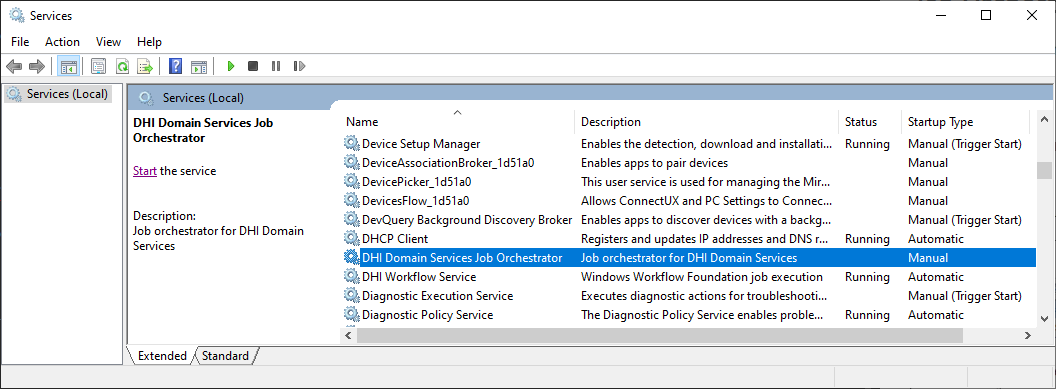 Services
File Action View Help
Services (Local)
Services (Local)
DHI Domain Services Job
Orchestrator
Start the service
Description:
Job orchestrator for DHI Domain
Services
Name Description Status Startup Type
Device Setup Manager Enables the detection, download and installati... Running Manual (Trigger Start)
DeviceAssociationBroker_1d51a0 Enables apps to pair devices Manual
DevicePicker_1d51a0 This user service is used for managing the Mir... Manual
DevicesFlow_1d51a0 Allows ConnectUX and PC Settings to Connec... Manual
DevQuery Background Discovery Broker Enables apps to discover devices with a backg... Manual (Trigger Start)
DHCP Client Registers and updates IP addresses and DNS r... Running Automatic
DHI Domain Services Job Orchestrator Job orchestrator for DHI Domain Services Manual
DHI Workflow Service Windows Workflow Foundation job execution Running Automatic
Diagnostic Execution Service Executes diagnostic actions for troubleshooti... Manual (Trigger Start)
Diagnostic Policy Service The Diagnostic Policy Service enables proble... Running Automatic
Extended Standard